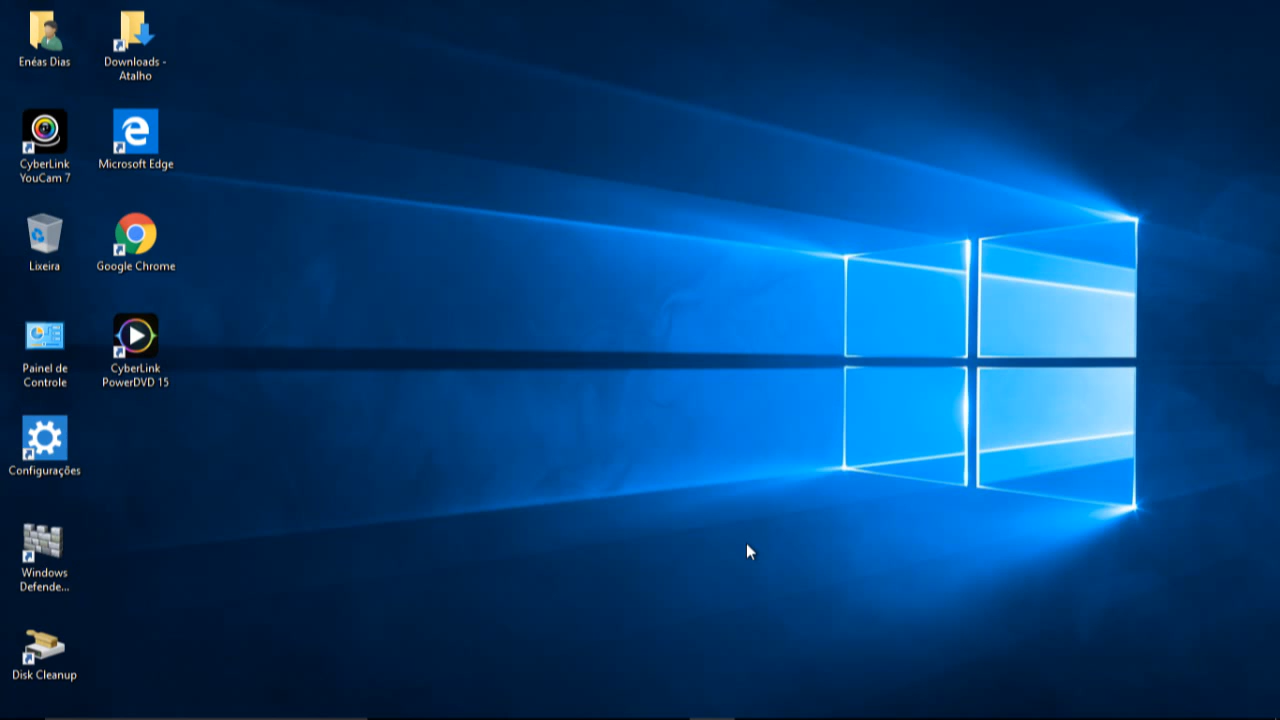 Enéas Dias
Downloads -
Atalho
CyberLink
YouCam 7
Microsoft Edge
Lixeira
Google Chrome
Painel de
Controle
CyberLink
PowerDVD 15
Configurações
Windows
Defende...
Disk Cleanup